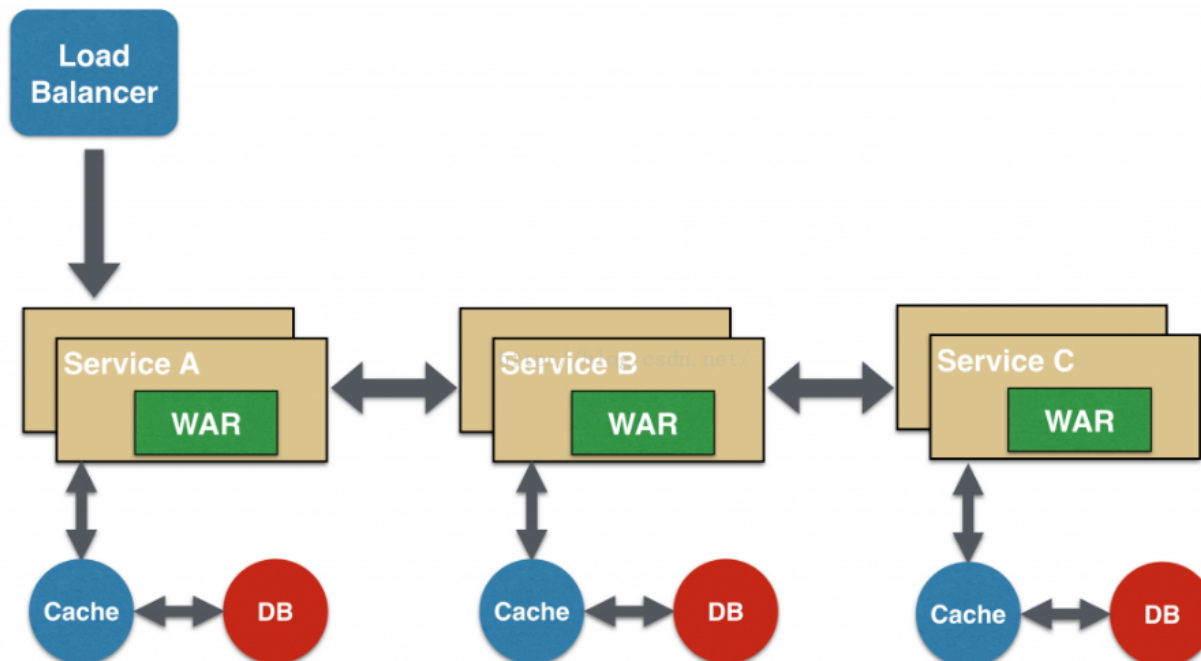 Load
Balancer
Service A
WAR
Service B
WAR
Service C
WAR
Cache
DB
Cache
DB
Cache
DB